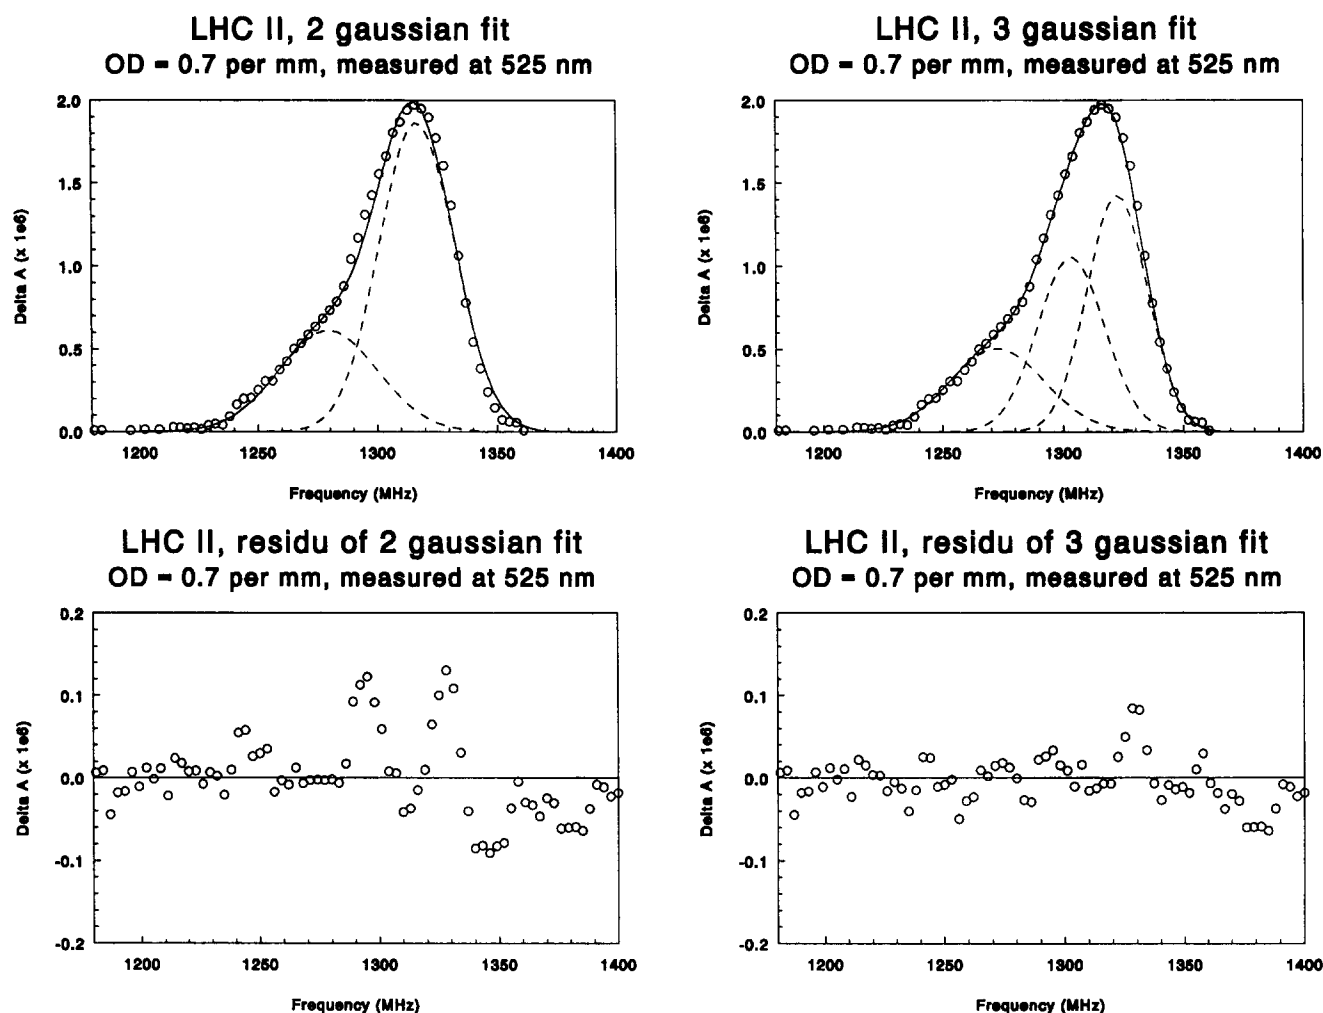 LHC II, 2 gaussian fit
OD = 0.7 per mm, measured at 525 nm
2.0
1.5
1.0
0.5
0.0
Delta A (x 1e6)
1200
1250
1300
1350
1400
Frequency (MHz)
LHC II, 3 gaussian fit
OD = 0.7 per mm, measured at 525 nm
2.0
1.5
1.0
0.5
0.0
Delta A (x 1e6)
1200
1250
1300
1350
1400
Frequency (MHz)
LHC II, residu of 2 gaussian fit
OD = 0.7 per mm, measured at 525 nm
0.2
0.1
0.0
-0.1
-0.2
Delta A (x 1e6)
1200
1250
1300
1350
1400
Frequency (MHz)
LHC II, residu of 3 gaussian fit
OD = 0.7 per mm, measured at 525 nm
0.2
0.1
0.0
-0.1
-0.2
Delta A (x 1e6)
1200
1250
1300
1350
1400
Frequency (MHz)